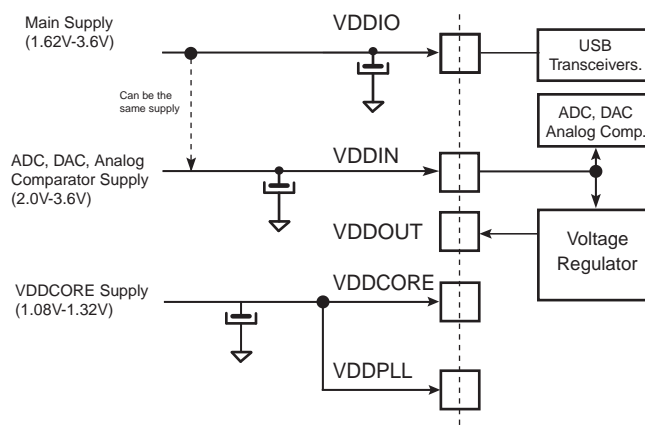 Main Supply
(1.62V-3.6V)
VDDIO
USB
Transceivers.
Can be the
same supply
ADC, DAC
Analog Comp.
ADC, DAC, Analog
Comparator Supply
(2.0V-3.6V)
VDDIN
VDDOUT
Voltage
Regulator
VDDCORE Supply
(1.08V-1.32V)
VDDCORE
VDDPLL